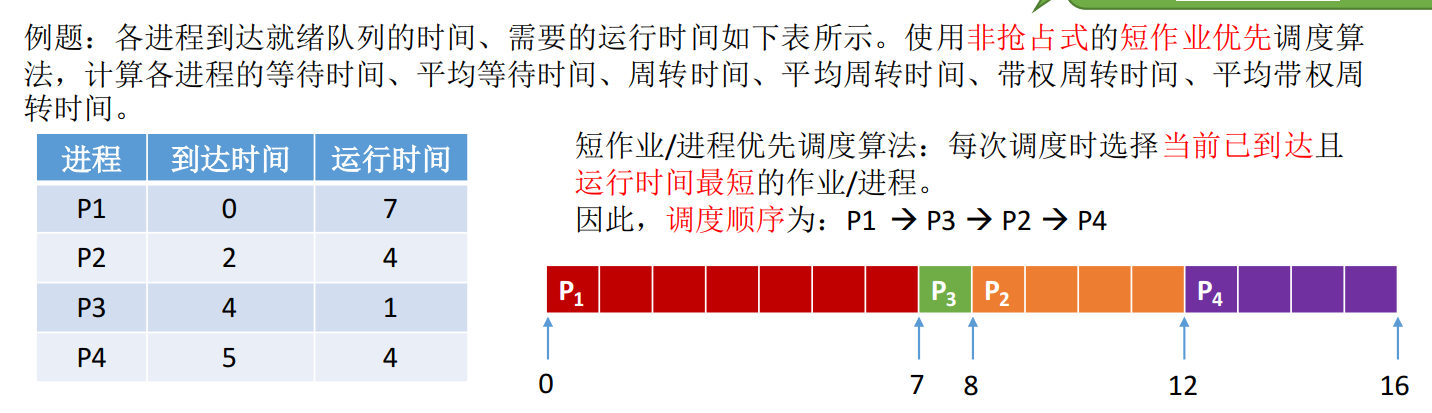 例题：各进程到达就绪队列的时间、需要的运行时间如下表所示。使用非抢占式的短作业优先调度算
法，计算各进程的等待时间、平均等待时间、周转时间、平均周转时间、带权周转时间、平均带权周
转时间。
进程 到达时间 运行时间
P1 0 7
P2 2 4
P3 4 1
P4 5 4
短作业/进程优先调度算法：每次调度时选择当前已到达且
运行时间最短的作业/进程。
因此，调度顺序为：P1 → P3 → P2 → P4
P1 P3 P2 P4
0 7 8 12 16